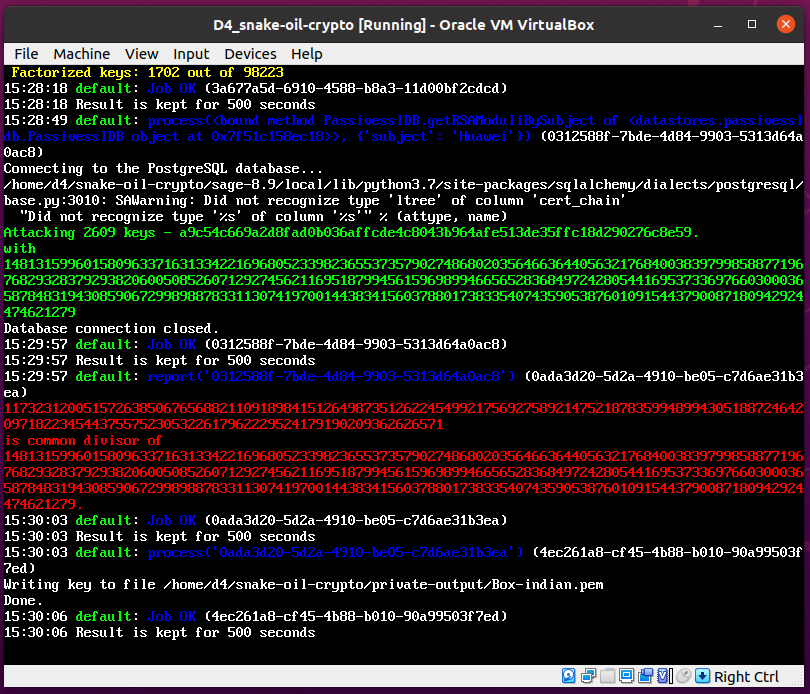 D4_snake-oil-crypto [Running] - Oracle VM VirtualBox
File Machine View Input Devices Help
Factorized keys: 1702 out of 98223
15:28:18 default: Job OK (3a677a5d-6910-4588-b8a3-11d00bf2cdcd)
15:28:18 Result is kept for 500 seconds
15:28:49 default: process(<bound method PassivesslDB.getRSAModuliBySubject of <datastores.passivessl
db.PassivesslDB object at 0x7f51c158ec18>>, {'subject': 'Huawei'}) (0312588f-7bde-4d84-9903-5313d64a
0ac8)
Connecting to the PostgreSQL database...
/home/d4/snake-oil-crypto/sage-8.9/local/lib/python3.7/site-packages/sqlalchemy/dialects/postgresql/
base.py:3010: SAWarning: Did not recognize type 'ltree' of column 'cert_chain'
"Did not recognize type '%s' of column '%s'" % (attype, name)
Attacking 2609 keys - a9c54c669a2d8fad0b036affcde4c8043b964afe513de35ffc18d290276c8e59.
with
Database connection closed.
15:29:57 default: Job OK (0312588f-7bde-4d84-9903-5313d64a0ac8)
15:29:57 Result is kept for 500 seconds
15:29:57 default: report('0312588f-7bde-4d84-9903-5313d64a0ac8') (0ada3d20-5d2a-4910-be05-c7d6ae31b3
ea)
is common divisor of
474621279.
15:30:03 default: Job OK (0ada3d20-5d2a-4910-be05-c7d6ae31b3ea)
15:30:03 Result is kept for 500 seconds
15:30:03 default: process('0ada3d20-5d2a-4910-be05-c7d6ae31b3ea') (4ec261a8-cf45-4b88-b010-90a99503f
7ed)
Writing key to file /home/d4/snake-oil-crypto/private-output/Box-indian.pem
Done.
15:30:06 default: Job OK (4ec261a8-cf45-4b88-b010-90a99503f7ed)
15:30:06 Result is kept for 500 seconds
Right Ctrl